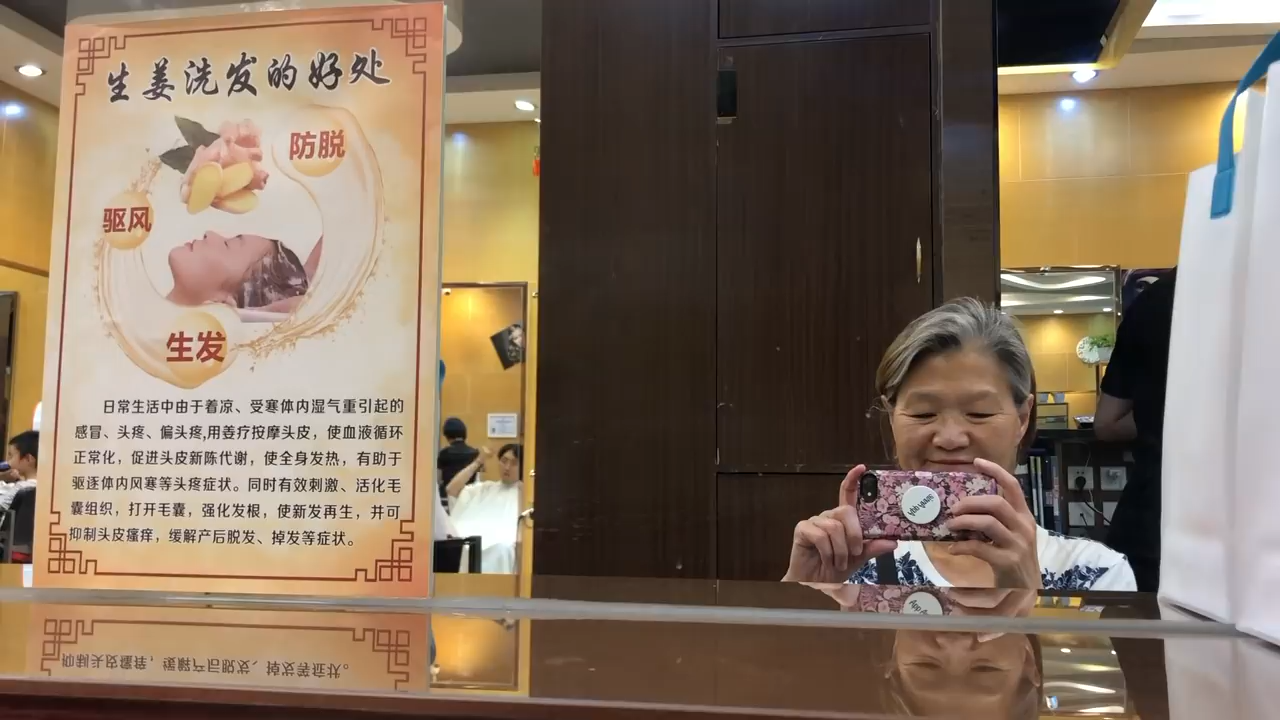 生姜洗发的好处
防脱
驱风
生发
日常生活中由于着凉、受寒体内湿气重引起的
感冒、头疼、偏头疼,用姜疗按摩头皮，使血液循环
正常化，促进头皮新陈代谢，使全身发热，有助于
驱逐体内风寒等头疼症状。同时有效刺激、活化毛
囊组织，打开毛囊，强化发根，使新发再生，并可
抑制头皮瘙痒，缓解产后脱发、掉发等症状。